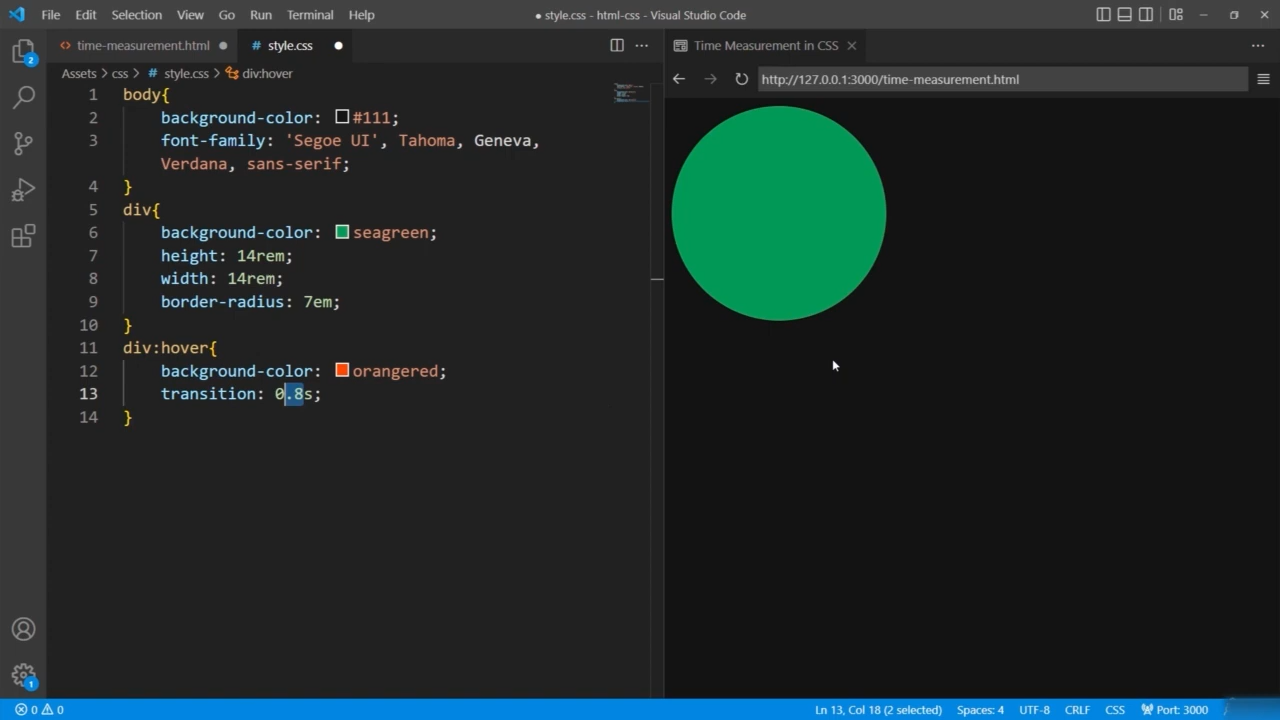 File Edit Selection View Go Run Terminal Help ● style.css - html-css - Visual Studio Code
time-measurement.html # style.css
Time Measurement in CSS
Assets > css > # style.css > div:hover
http://127.0.0.1:3000/time-measurement.html
1 body{
2 background-color: #111;
3 font-family: 'Segoe UI', Tahoma, Geneva,
Verdana, sans-serif;
4 }
5 div{
6 background-color: seagreen;
7 height: 14rem;
8 width: 14rem;
9 border-radius: 7em;
10 }
11 div:hover{
12 background-color: orangered;
13 transition: 0.8s;
14 }
2
1
0 0 Ln 13, Col 18 (2 selected) Spaces: 4 UTF-8 CRLF CSS Port: 3000